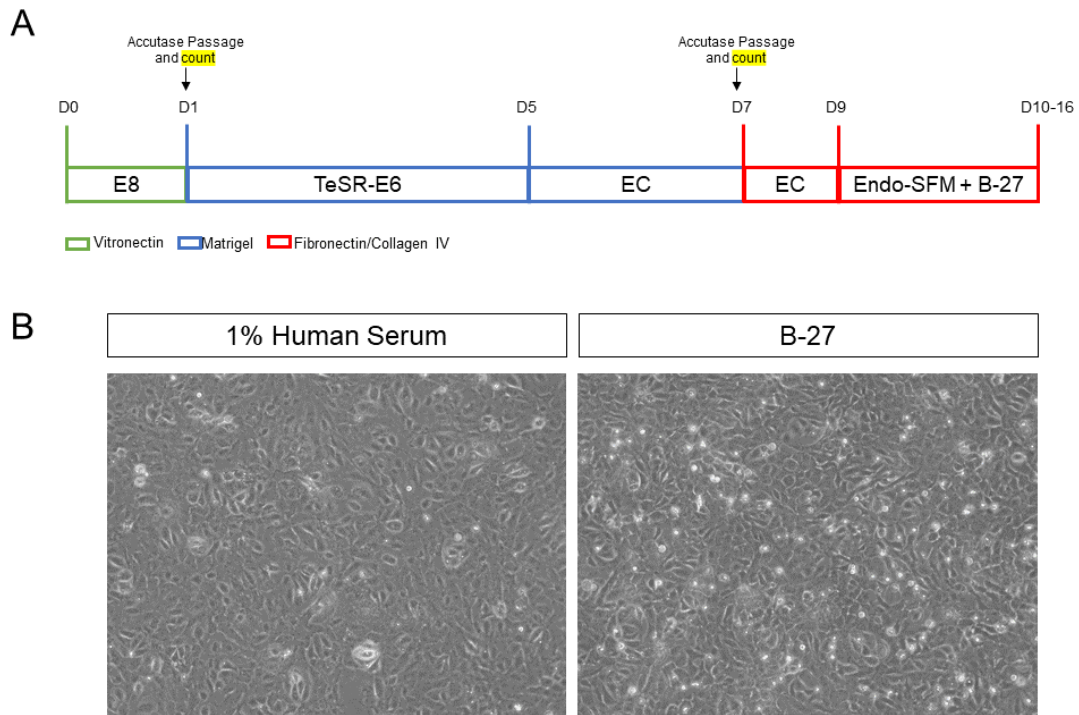 A
Accutase Passage
and count
Accutase Passage
and count
D0
D1
D5
D7
D9
D10-16
E8
TeSR-E6
EC
EC
Endo-SFM + B-27
Vitronectin
Matrigel
Fibronectin/Collagen IV
B
1% Human Serum
B-27